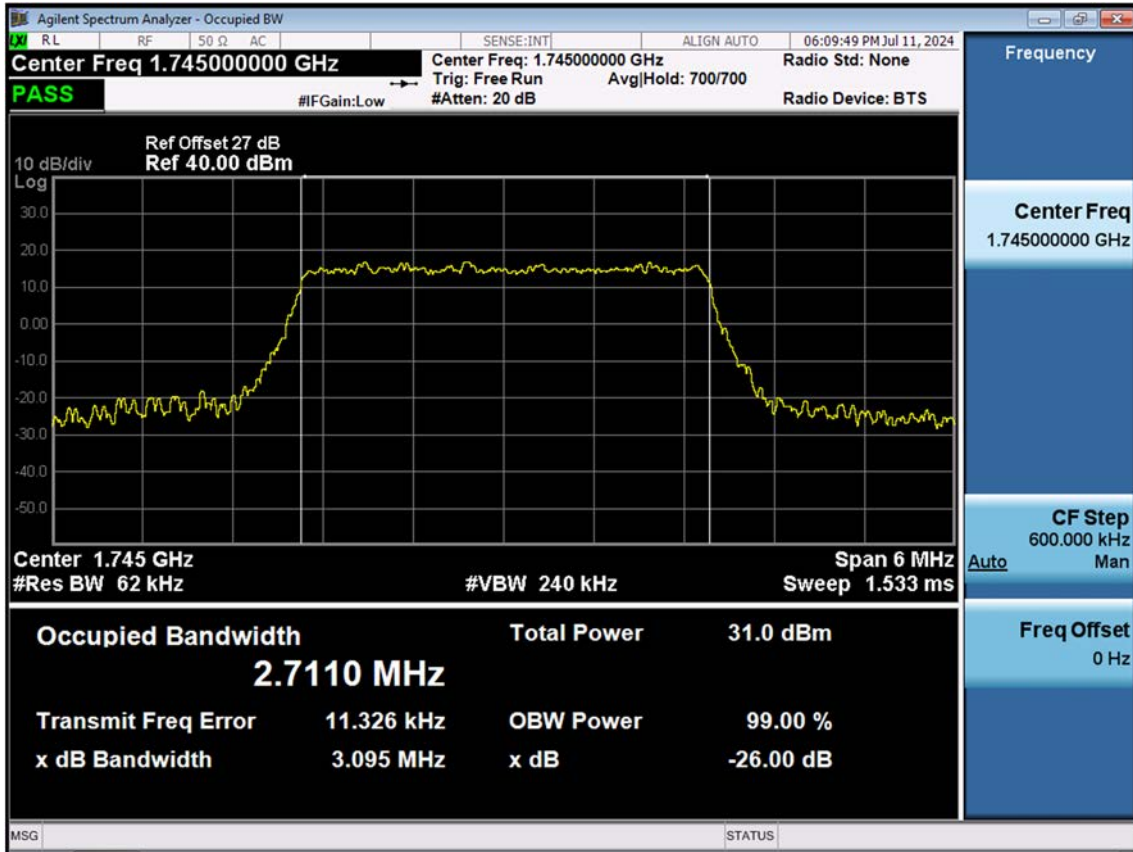 Agilent Spectrum Analyzer - Occupied BW
LXI RL RF 50 Ω AC SENSE:INT ALIGN AUTO 06:09:49 PM Jul 11, 2024
Center Freq 1.745000000 GHz
PASS
#IFGain:Low
Center Freq: 1.745000000 GHz
Trig: Free Run Avg|Hold: 700/700
#Atten: 20 dB
Radio Std: None
Radio Device: BTS
Ref Offset 27 dB
10 dB/div Ref 40.00 dBm
Log
30.0
20.0
10.0
0.00
-10.0
-20.0
-30.0
-40.0
-50.0
Center 1.745 GHz Span 6 MHz
#Res BW 62 kHz #VBW 240 kHz Sweep 1.533 ms
Occupied Bandwidth Total Power 31.0 dBm
2.7110 MHz
Transmit Freq Error 11.326 kHz OBW Power 99.00 %
x dB Bandwidth 3.095 MHz x dB -26.00 dB
MSG STATUS
Frequency
Center Freq
1.745000000 GHz
CF Step
600.000 kHz
Auto Man
Freq Offset
0 Hz